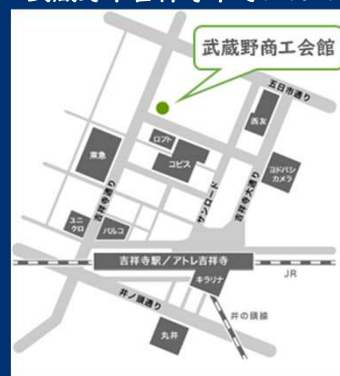 武蔵野商工会館
五日市通り
西友
ロフト
コピス
東急
吉祥寺通り
サンロード
吉祥寺大通り
ヨドバシ
カメラ
ユニ
クロ
パルコ
吉祥寺駅/アトレ吉祥寺
キラリナ
JR
井ノ頭通り
井の頭線
丸井